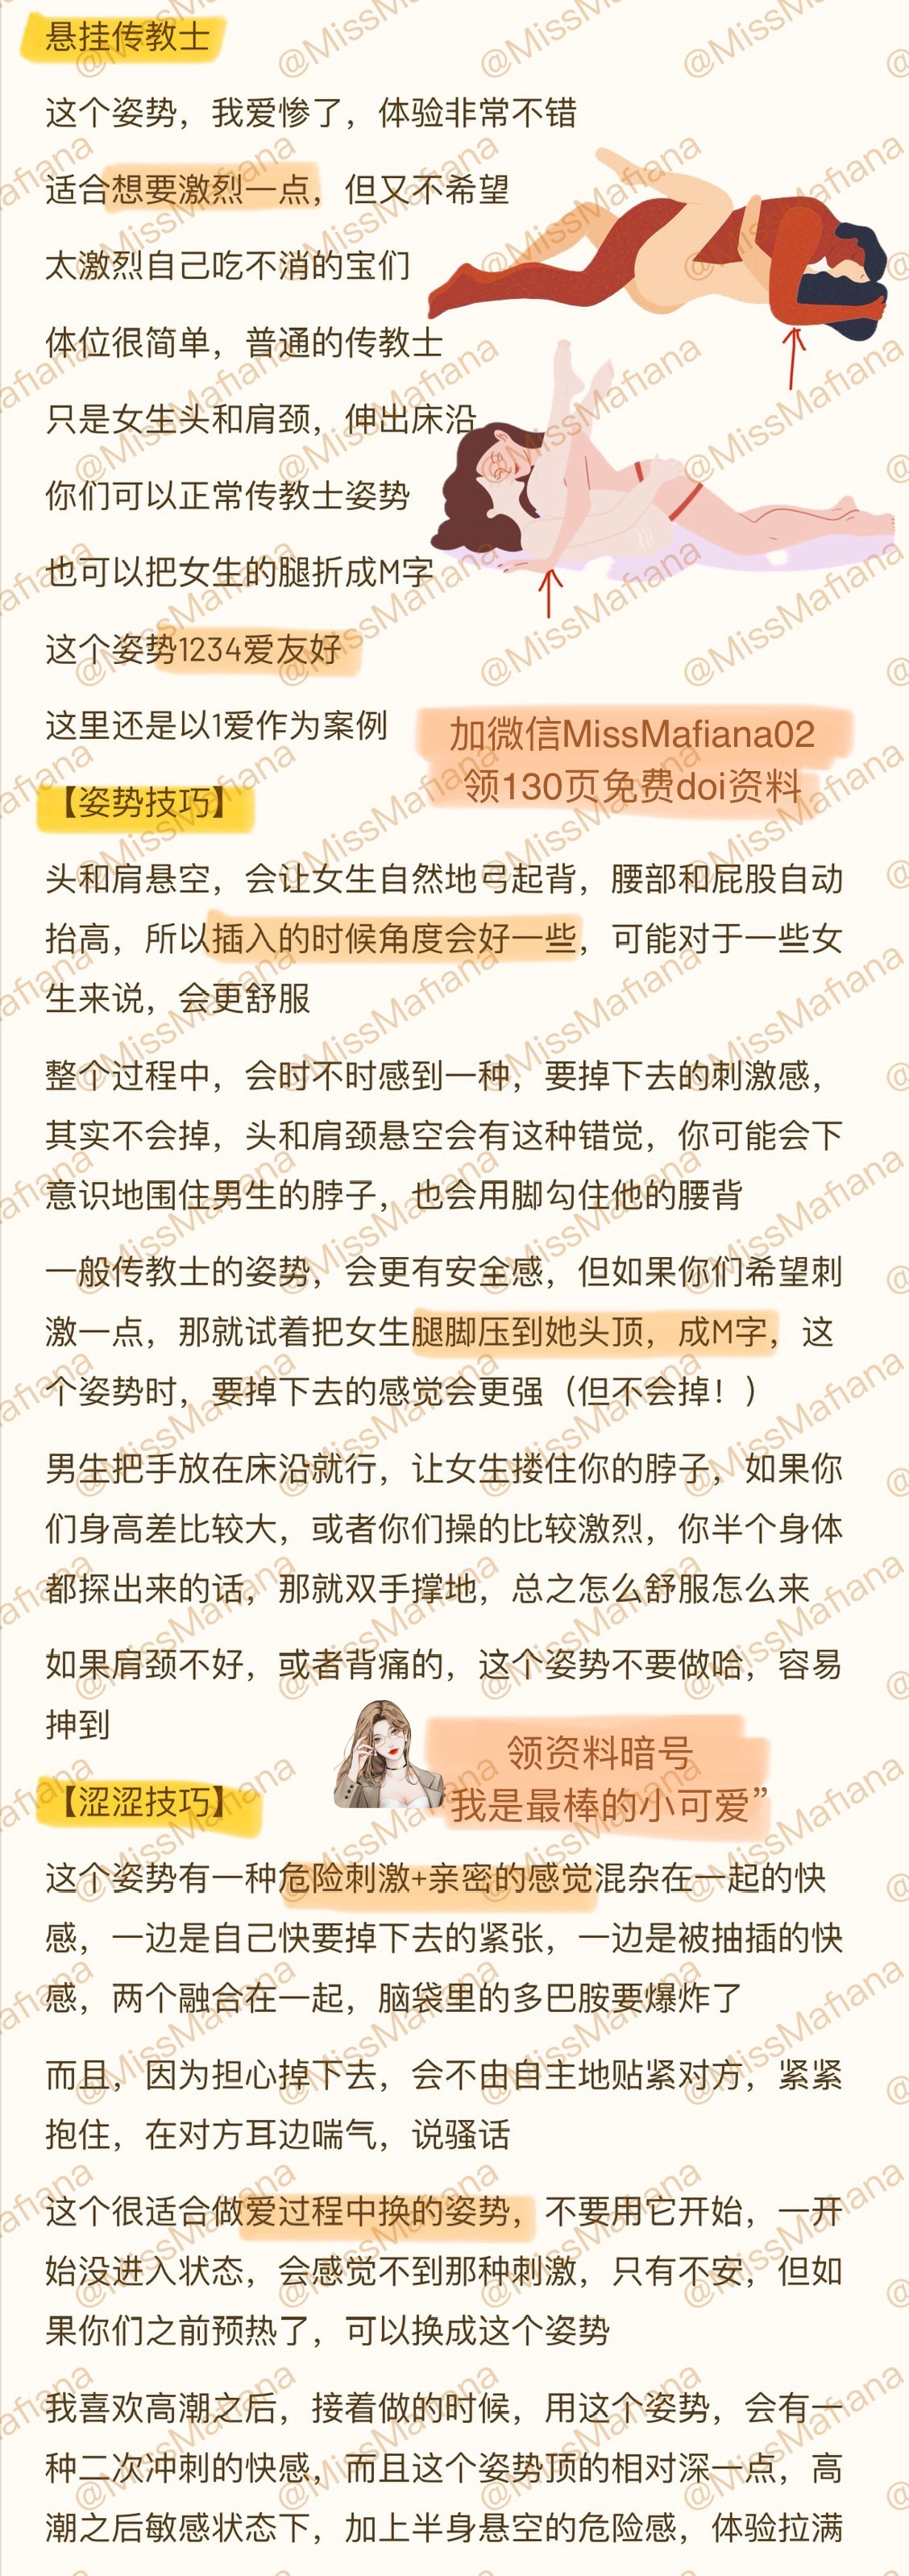 悬挂传教士
这个姿势，我爱惨了，体验非常不错
适合想要激烈一点，但又不希望
太激烈自己吃不消的宝们
体位很简单，普通的传教士
只是女生头和肩颈，伸出床沿
你们可以正常传教士姿势
也可以把女生的腿折成M字
这个姿势1234爱友好
这里还是以1爱作为案例
加微信MissMafiana02
领130页免费doi资料
【姿势技巧】
头和肩悬空，会让女生自然地弓起背，腰部和屁股自动
抬高，所以插入的时候角度会好一些，可能对于一些女
生来说，会更舒服
整个过程中，会时不时感到一种，要掉下去的刺激感，
其实不会掉，头和肩颈悬空会有这种错觉，你可能会下
意识地围住男生的脖子，也会用脚勾住他的腰背
一般传教士的姿势，会更有安全感，但如果你们希望刺
激一点，那就试着把女生腿脚压到她头顶，成M字，这
个姿势时，要掉下去的感觉会更强（但不会掉！）
男生把手放在床沿就行，让女生搂住你的脖子，如果你
们身高差比较大，或者你们操的比较激烈，你半个身体
都探出来的话，那就双手撑地，总之怎么舒服怎么来
如果肩颈不好，或者背痛的，这个姿势不要做哈，容易
抻到
领资料暗号
“我是最棒的小可爱”
【涩涩技巧】
这个姿势有一种危险刺激+亲密的感觉混杂在一起的快
感，一边是自己快要掉下去的紧张，一边是被抽插的快
感，两个融合在一起，脑袋里的多巴胺要爆炸了
而且，因为担心掉下去，会不由自主地贴紧对方，紧紧
抱住，在对方耳边喘气，说骚话
这个很适合做爱过程中换的姿势，不要用它开始，一开
始没进入状态，会感觉不到那种刺激，只有不安，但如
果你们之前预热了，可以换成这个姿势
我喜欢高潮之后，接着做的时候，用这个姿势，会有一
种二次冲刺的快感，而且这个姿势顶的相对深一点，高
潮之后敏感状态下，加上半身悬空的危险感，体验拉满
@MissMafiana